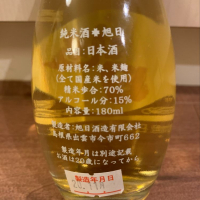 純米酒✤旭日
品目:日本酒
原材料名:米、米麹
(全て国産米を使用)
精米歩合:70%
アルコール分:15%
内容量:180ml
製造者:旭日酒造有限会社
島根県出雲市今市町662
製造年月は別途記載
お酒は20歳になってから。
製造年月日